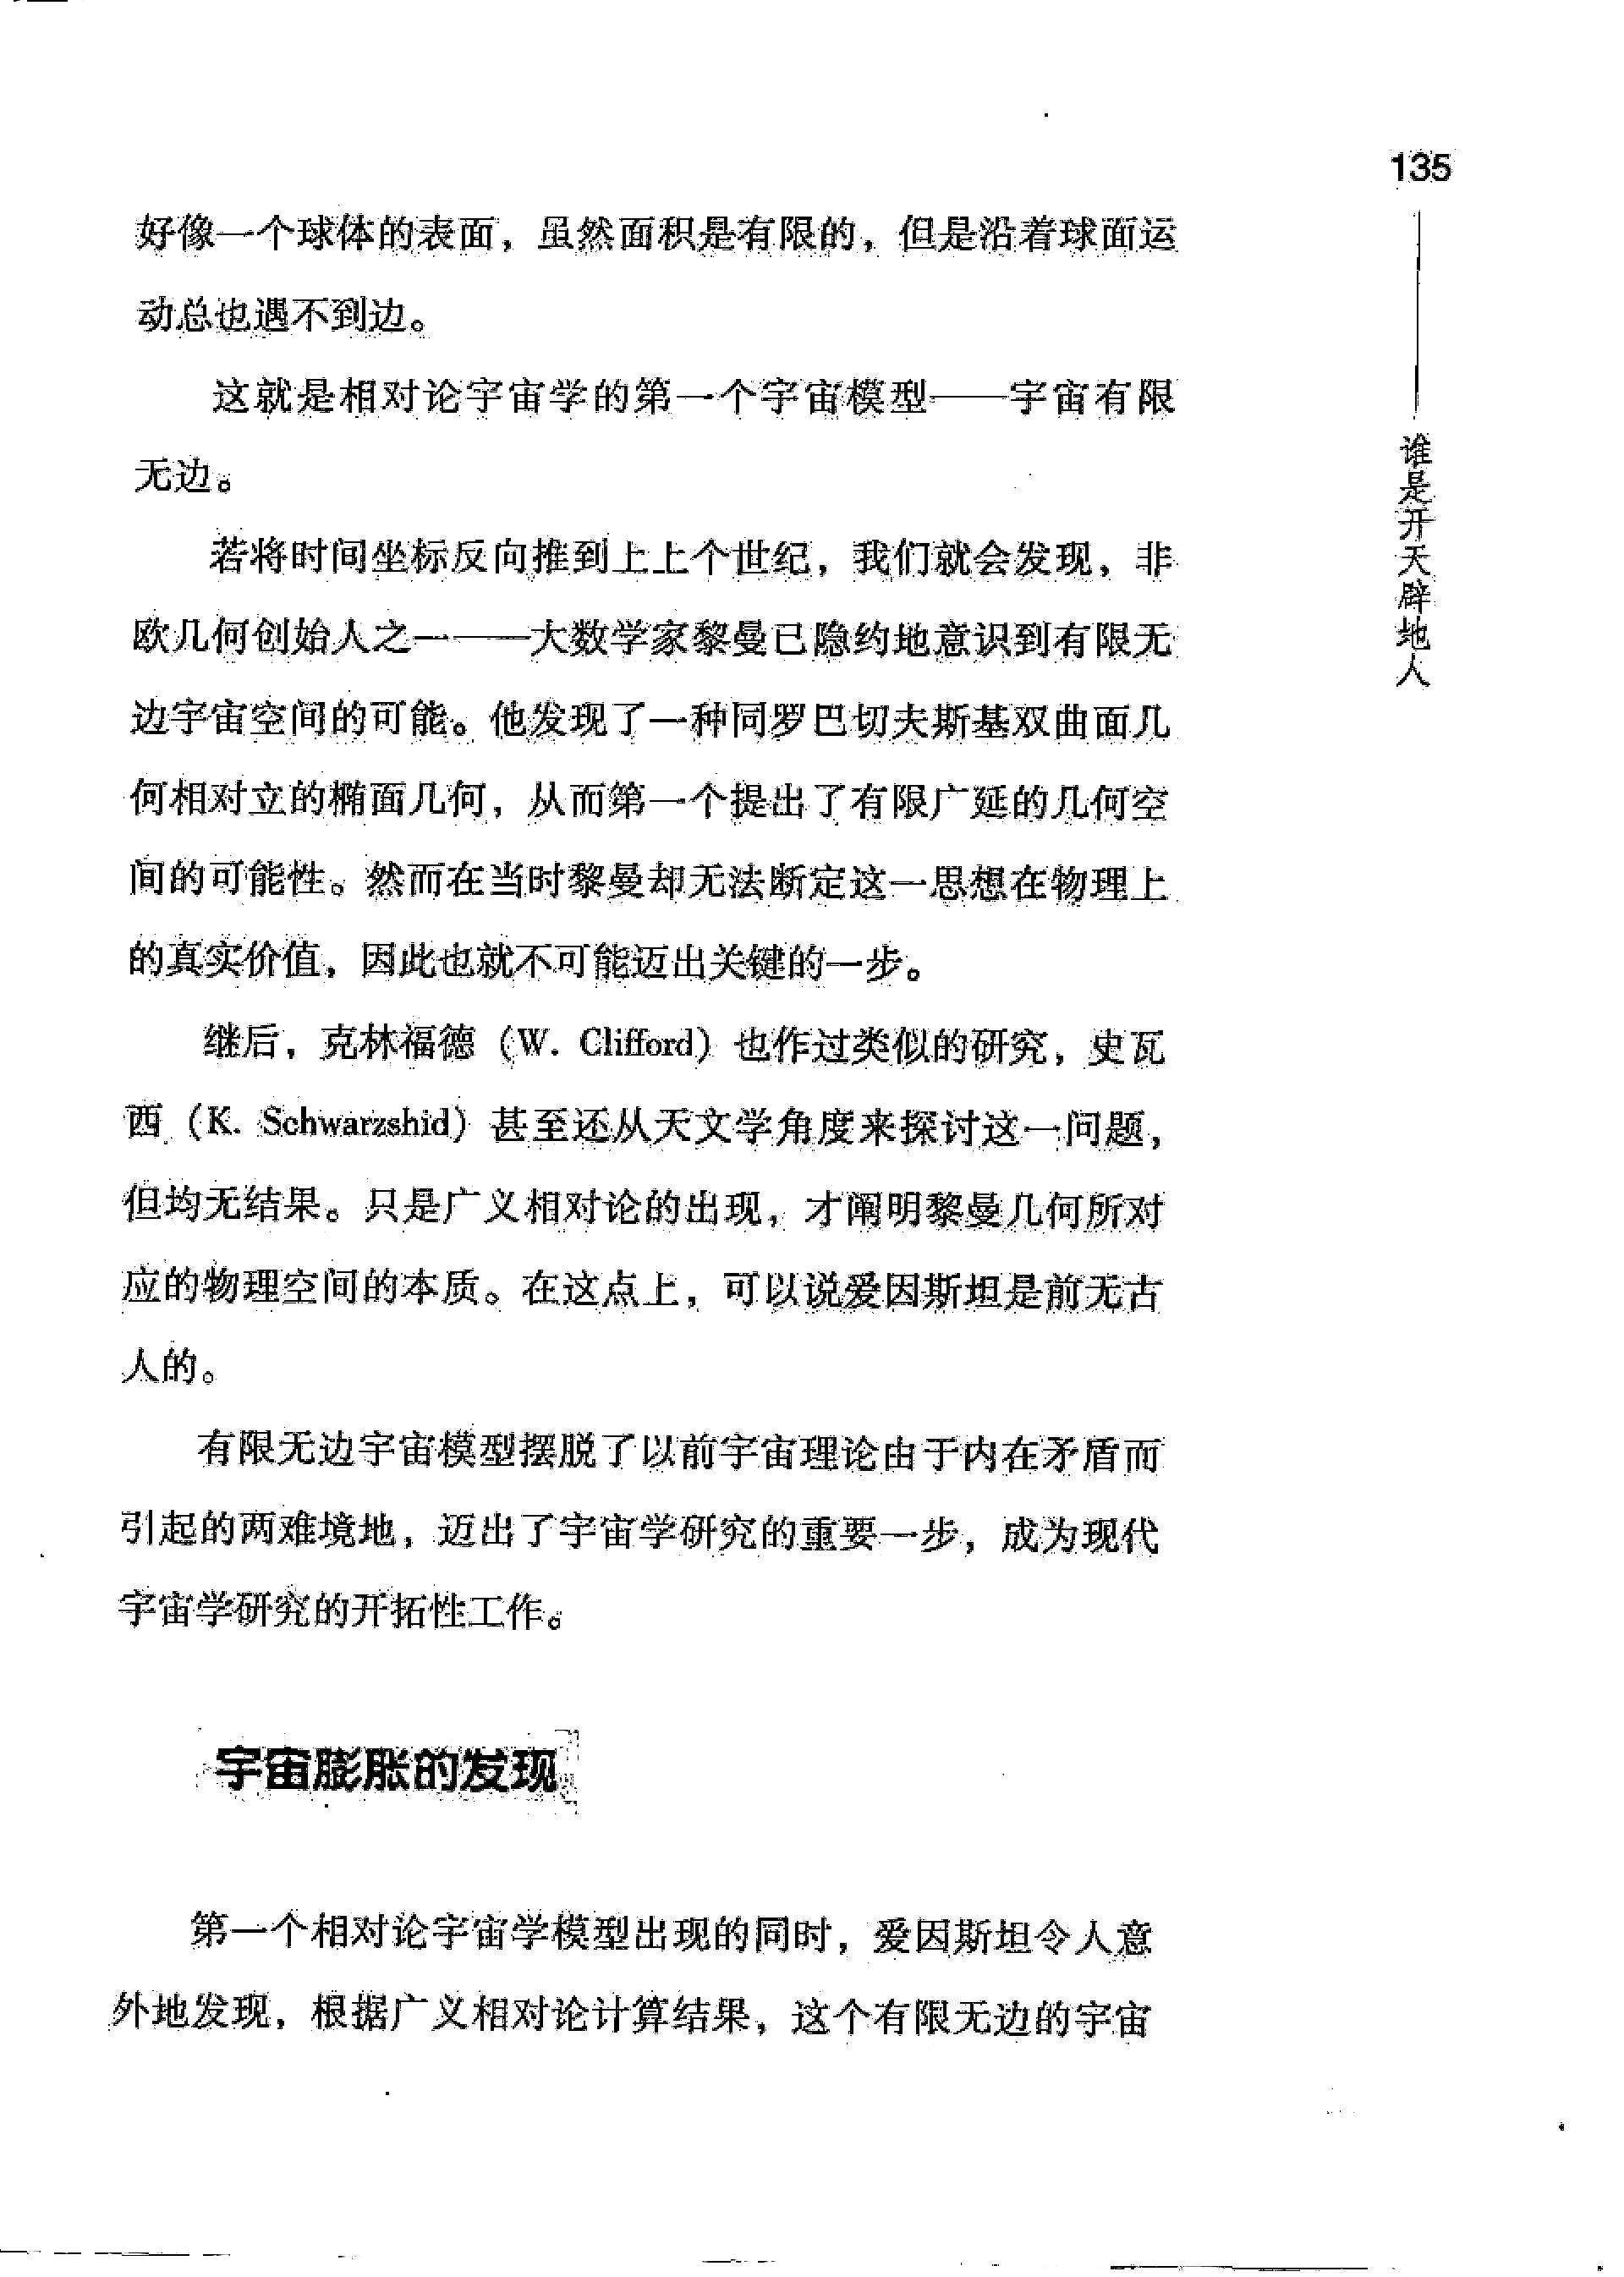 135
谁是开天辟地人
好像一个球体的表面，虽然面积是有限的，但是沿着球面运
动总也遇不到边。
这就是相对论宇宙学的第一个宇宙模型——宇宙有限
无边。
若将时间坐标反向推到上上个世纪，我们就会发现，非
欧几何创始人之一——大数学家黎曼已隐约地意识到有限无
边宇宙空间的可能。他发现了一种同罗巴切夫斯基双曲面几
何相对立的椭面几何，从而第一个提出了有限广延的几何空
间的可能性。然而在当时黎曼却无法断定这一思想在物理上
的真实价值，因此也就不可能迈出关键的一步。
继后，克林福德（W. Clifford）也作过类似的研究，史瓦
西（K. Schwarzshid）甚至还从天文学角度来探讨这一问题，
但均无结果。只是广义相对论的出现，才阐明黎曼几何所对
应的物理空间的本质。在这点上，可以说爱因斯坦是前无古
人的。
有限无边宇宙模型摆脱了以前宇宙理论由于内在矛盾而
引起的两难境地，迈出了宇宙学研究的重要一步，成为现代
宇宙学研究的开拓性工作。
宇宙膨胀的发现
第一个相对论宇宙学模型出现的同时，爱因斯坦令人意
外地发现，根据广义相对论计算结果，这个有限无边的宇宙